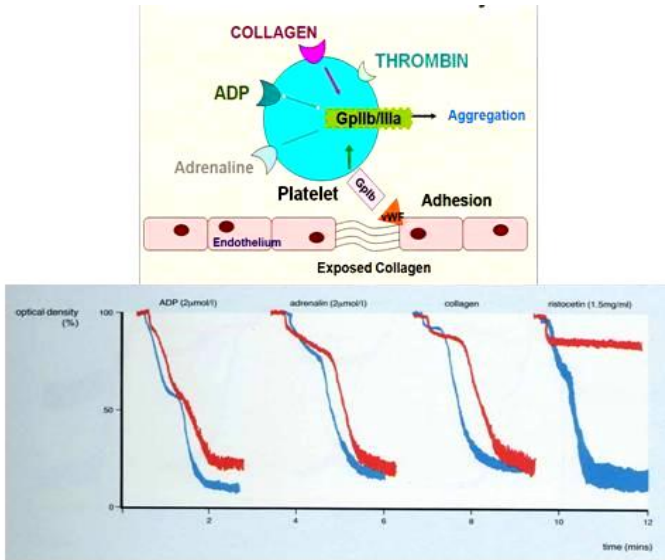 COLLAGEN
THROMBIN
ADP
GpIIb/IIIa
Aggregation
Adrenaline
Platelet
GpIb
Adhesion
vWF
Endothelium
Exposed Collagen
optical density
(%)
ADP (2μmol/l)
adrenalin (2μmol/l)
collagen
ristocetin (1.5mg/ml)
100
50
0
2
4
6
8
10
12
time (mins)